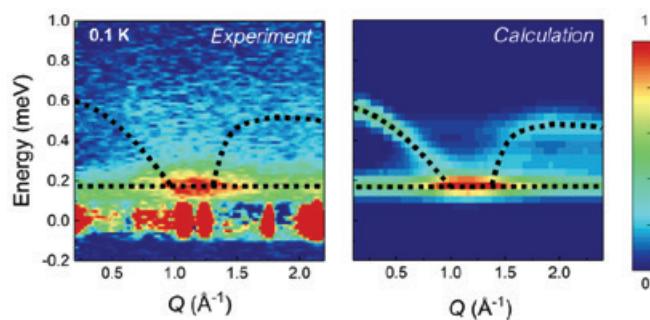 0.1 K Experiment
Calculation
1
1.0
0.8
0.6
0.4
0.2
0.0
-0.2
Energy (meV)
0.5 1.0 1.5 2.0
0.5 1.0 1.5 2.0
0
Q (Å⁻¹)
Q (Å⁻¹)